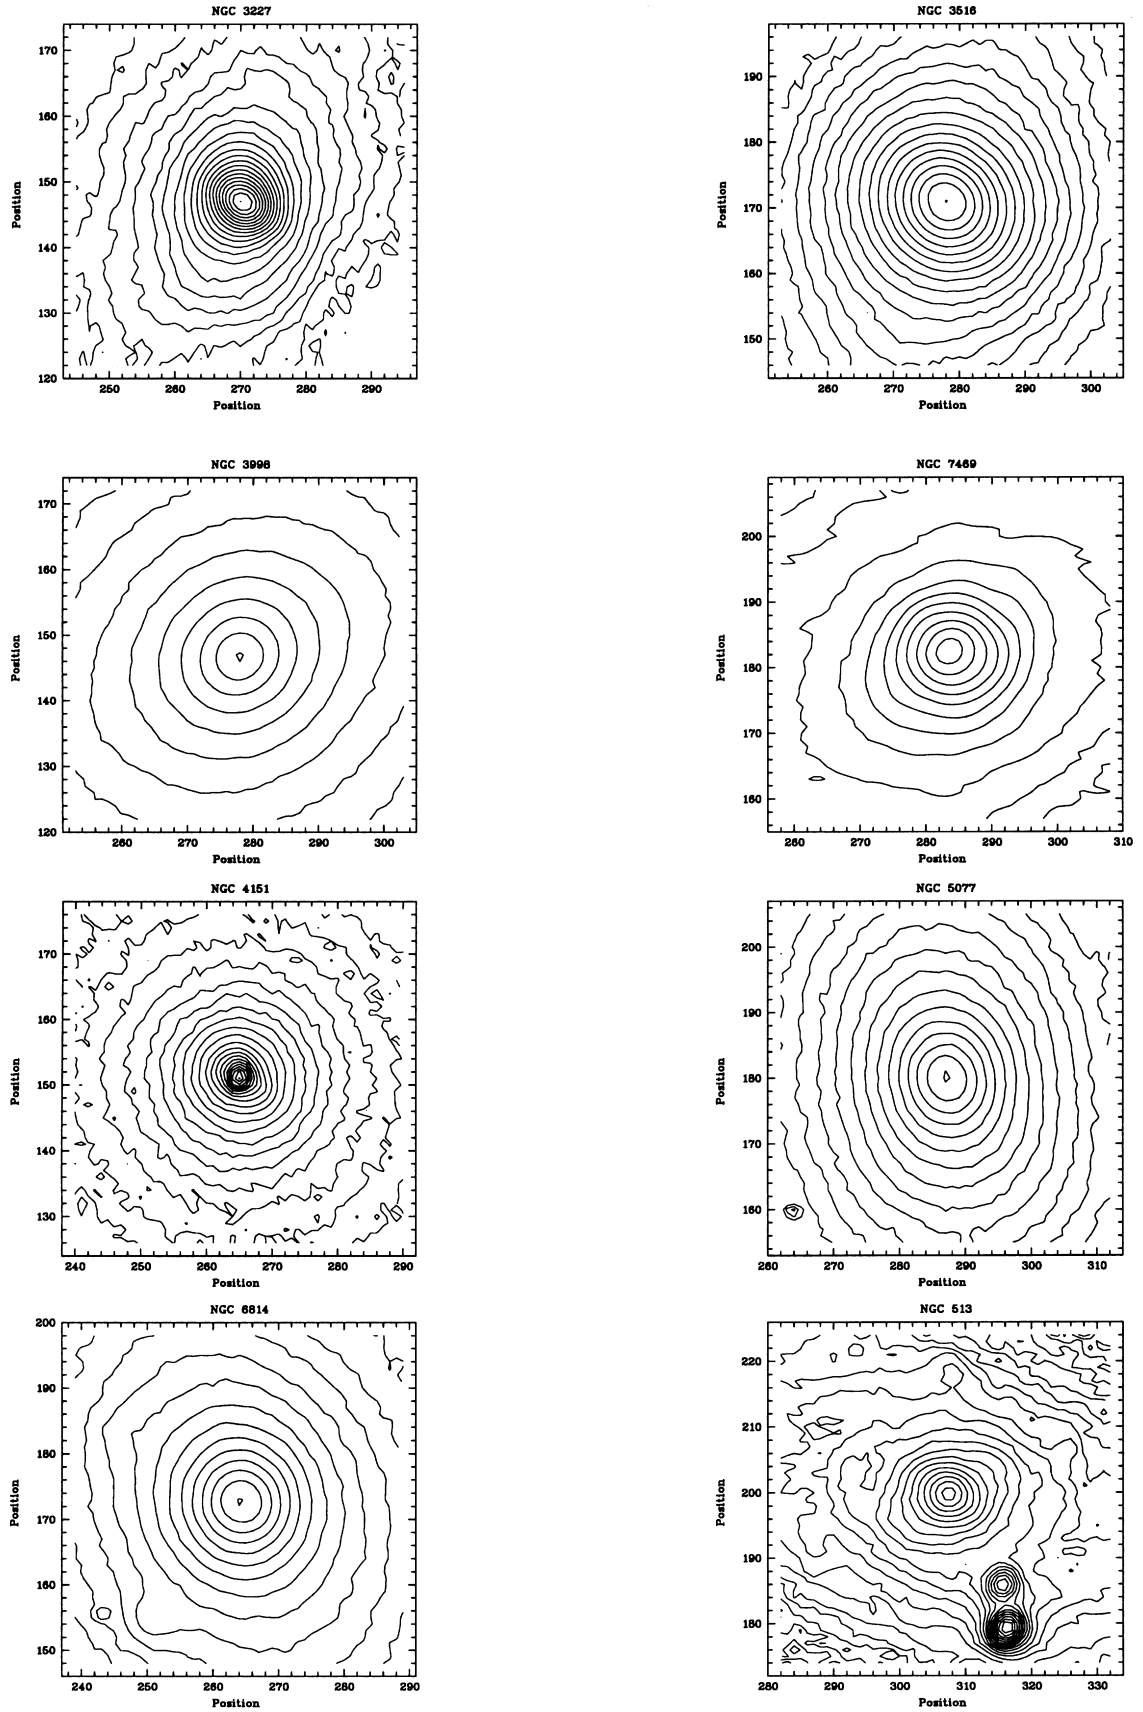 NGC 3227
170
160
150
140
130
120
Position
250 260 270 280 290
Position
NGC 3516
190
180
170
160
150
Position
260 270 280 290 300
Position
NGC 3998
170
160
150
140
130
120
Position
260 270 280 290 300
Position
NGC 7469
200
190
180
170
160
Position
260 270 280 290 300 310
Position
NGC 4151
170
160
150
140
130
Position
240 250 260 270 280 290
Position
NGC 5077
200
190
180
170
160
Position
260 270 280 290 300 310
Position
NGC 6814
200
190
180
170
160
150
Position
240 250 260 270 280 290
Position
NGC 513
220
210
200
190
180
Position
280 290 300 310 320 330
Position